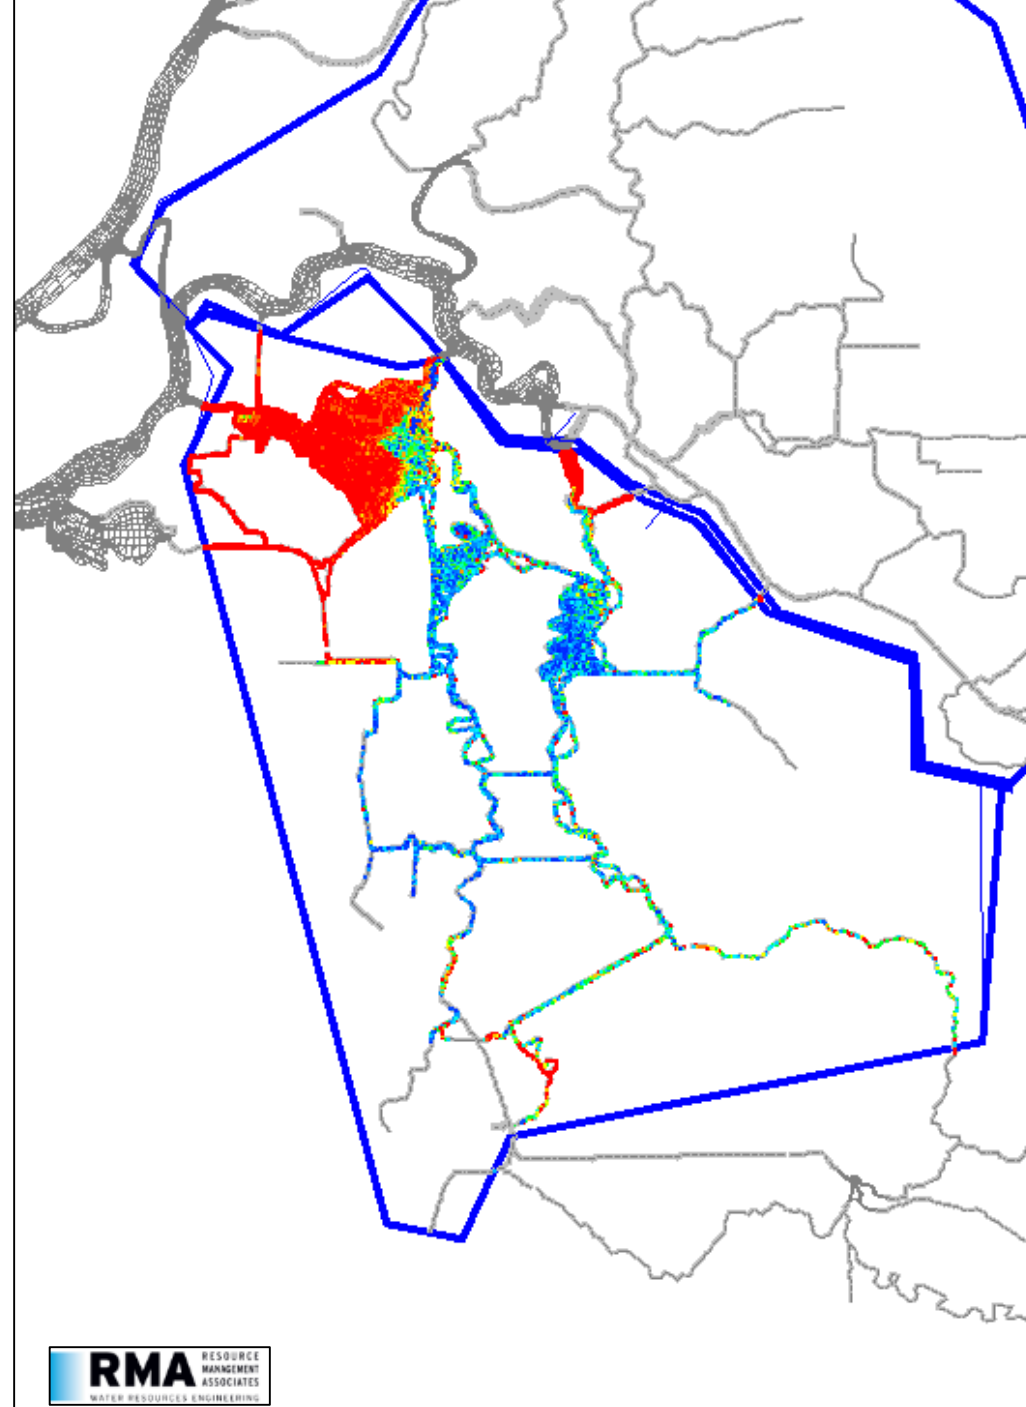 RMA
RESOURCE
MANAGEMENT
ASSOCIATES
WATER RESOURCES ENGINEERING